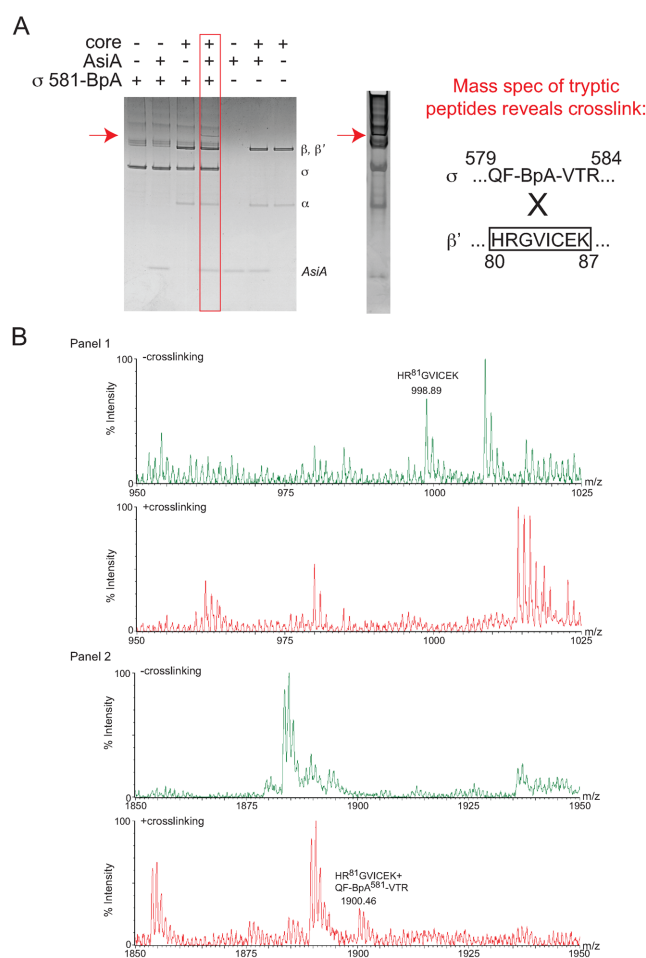 A
core - - + + - + +
AsiA - + - + + + -
σ 581-BpA + + + + - - -
β, β'
σ
α
AsiA
Mass spec of tryptic
peptides reveals crosslink:
579 584
σ ...QF-BpA-VTR...
X
β' ... HRGVICEK ...
80 87
B
Panel 1
-crosslinking
100
% Intensity
0
HR⁸¹GVICEK
998.89
950 975 1000 1025 m/z
+crosslinking
100
% Intensity
0
950 975 1000 1025 m/z
Panel 2
-crosslinking
100
% Intensity
0
1850 1875 1900 1925 1950 m/z
+crosslinking
100
% Intensity
0
HR⁸¹GVICEK+
QF-BpA⁵⁸¹-VTR
1900.46
1850 1875 1900 1925 1950 m/z